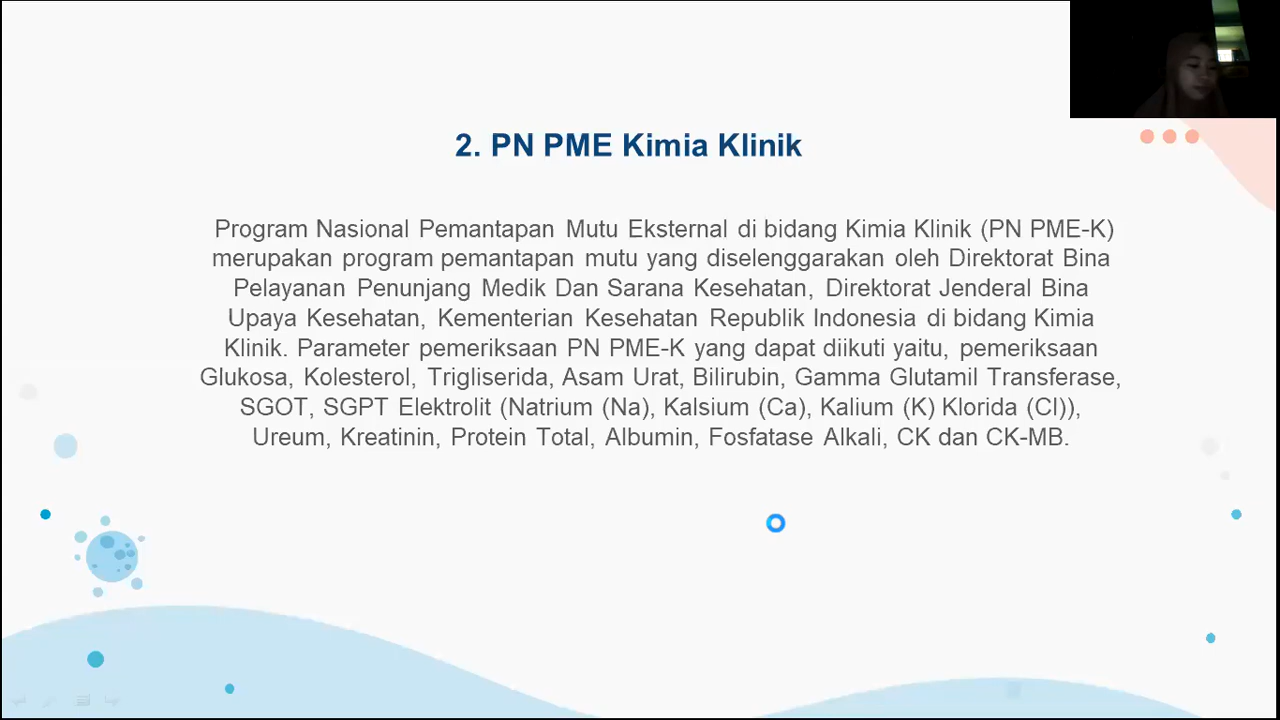 2. PN PME Kimia Klinik
Program Nasional Pemantapan Mutu Eksternal di bidang Kimia Klinik (PN PME-K)
merupakan program pemantapan mutu yang diselenggarakan oleh Direktorat Bina
Pelayanan Penunjang Medik Dan Sarana Kesehatan, Direktorat Jenderal Bina
Upaya Kesehatan, Kementerian Kesehatan Republik Indonesia di bidang Kimia
Klinik. Parameter pemeriksaan PN PME-K yang dapat diikuti yaitu, pemeriksaan
Glukosa, Kolesterol, Trigliserida, Asam Urat, Bilirubin, Gamma Glutamil Transferase,
SGOT, SGPT Elektrolit (Natrium (Na), Kalsium (Ca), Kalium (K) Klorida (Cl)),
Ureum, Kreatinin, Protein Total, Albumin, Fosfatase Alkali, CK dan CK-MB.